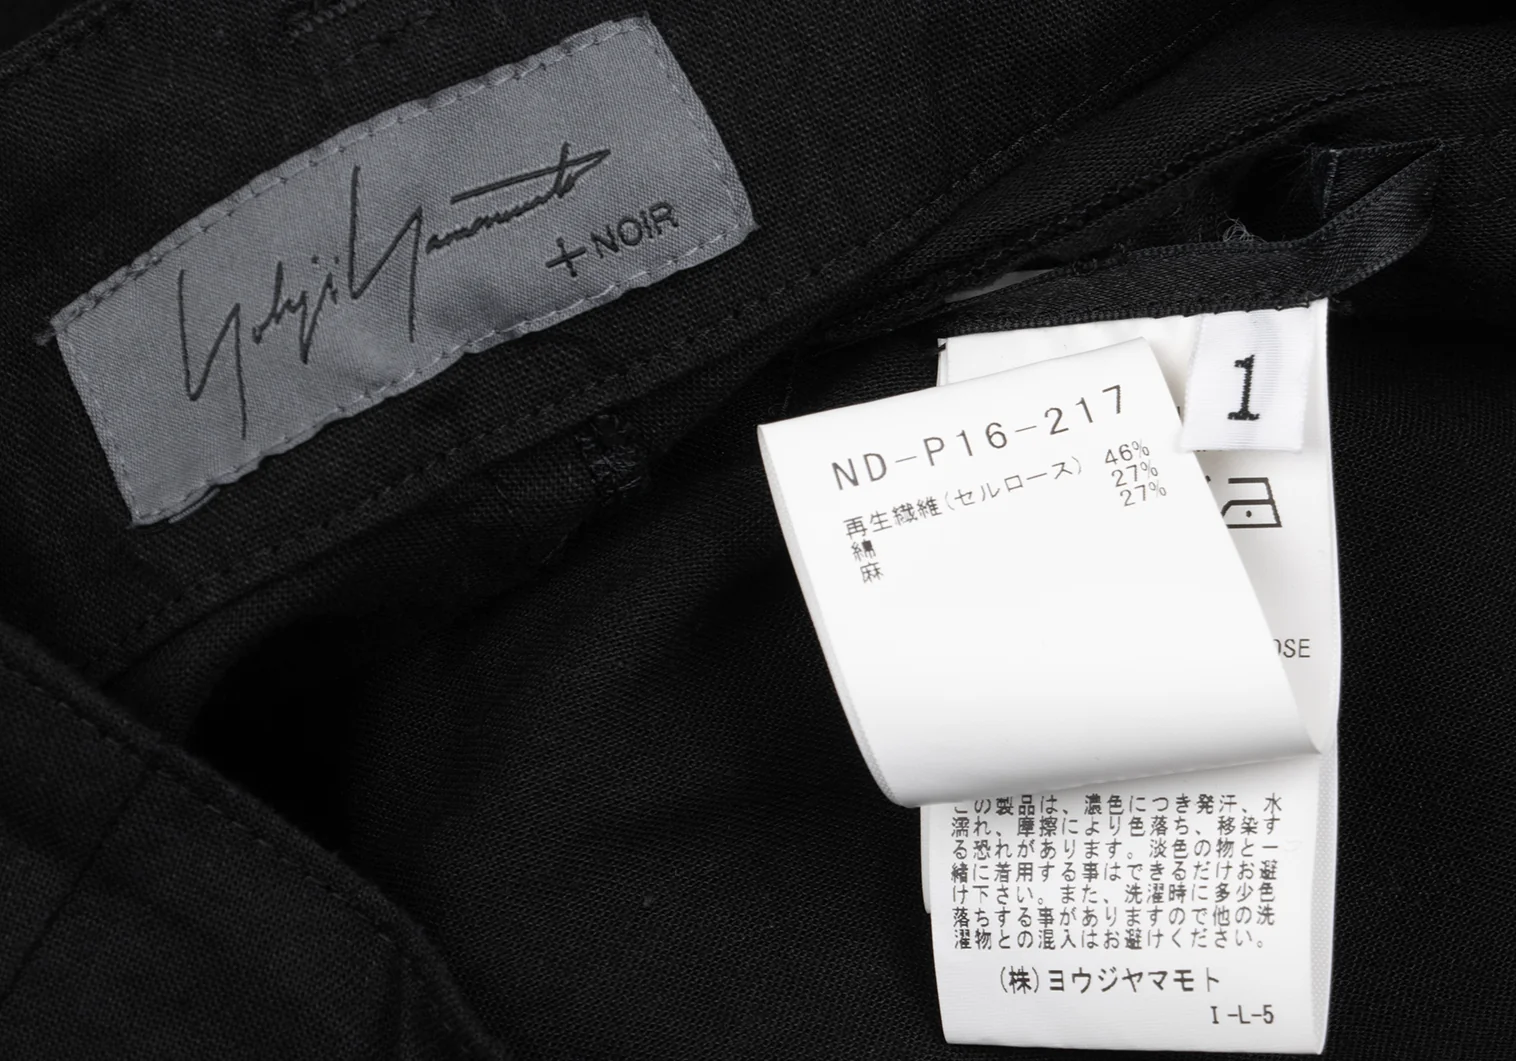 Yohji Yamamoto
+NOIR
1
ND-P16-217
再生繊維(セルロース) 46%
綿 27%
麻 27%
OSE
この製品は、濃色につき発汗、水
濡れ、摩擦により色落ち、移染す
る恐れがあります。淡色の物と一
緒に着用する事はできるだけお避
け下さい。また、洗濯時に多少色
落ちする事がありますので他の洗
濯物との混入はお避けください。
(株)ヨウジヤマモト
I-L-5